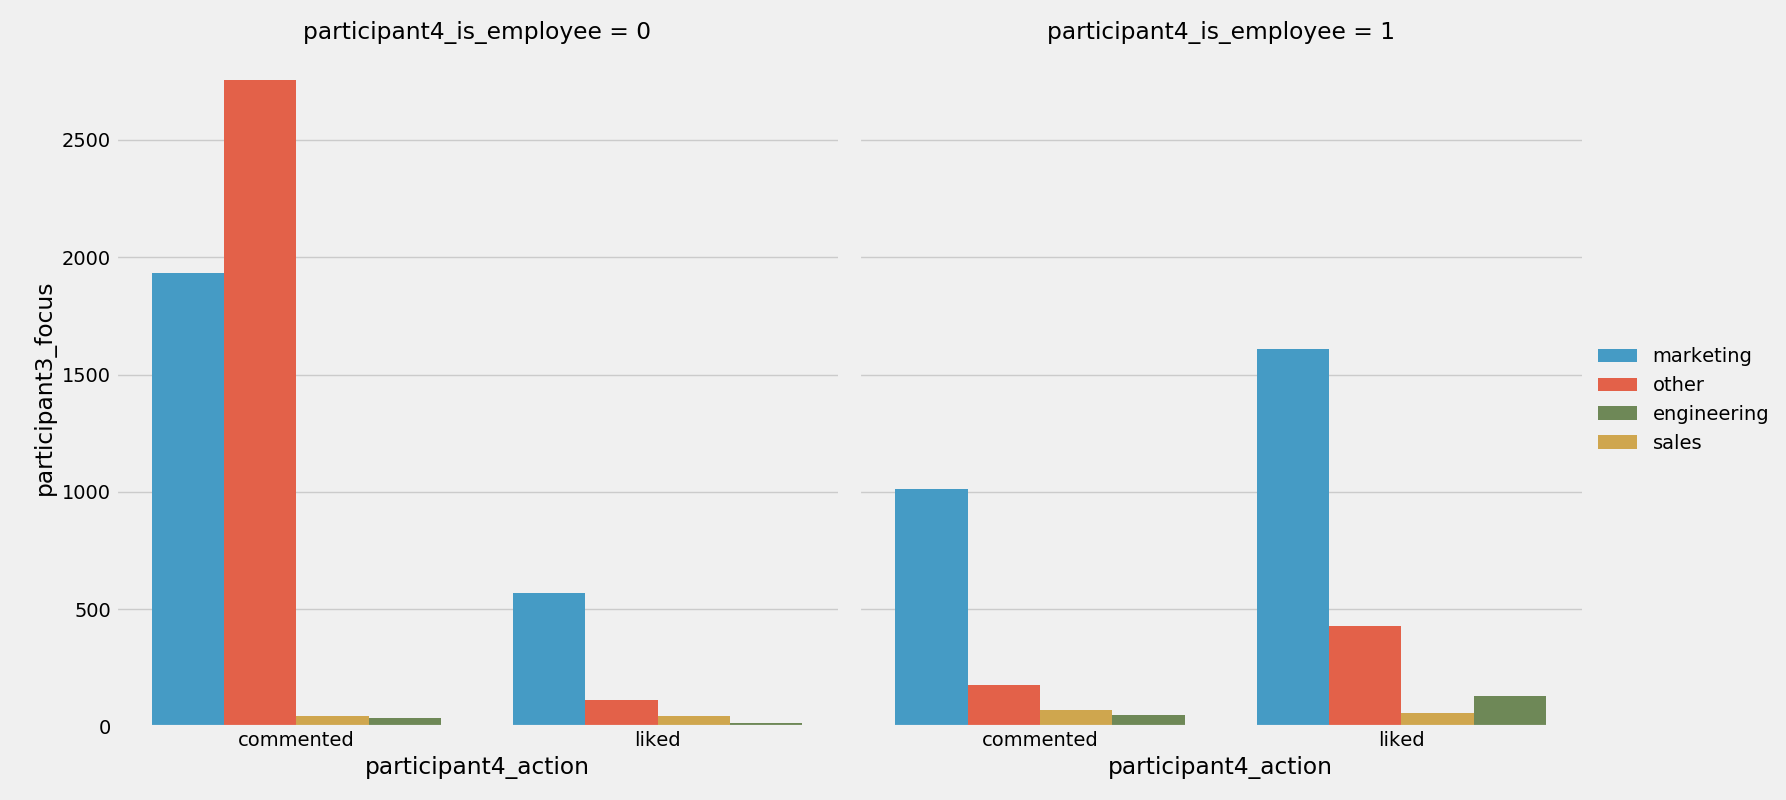 participant4_is_employee = 0
participant4_is_employee = 1
participant3_focus
2500
2000
1500
1000
500
0
commented
liked
commented
liked
participant4_action
participant4_action
marketing
other
engineering
sales